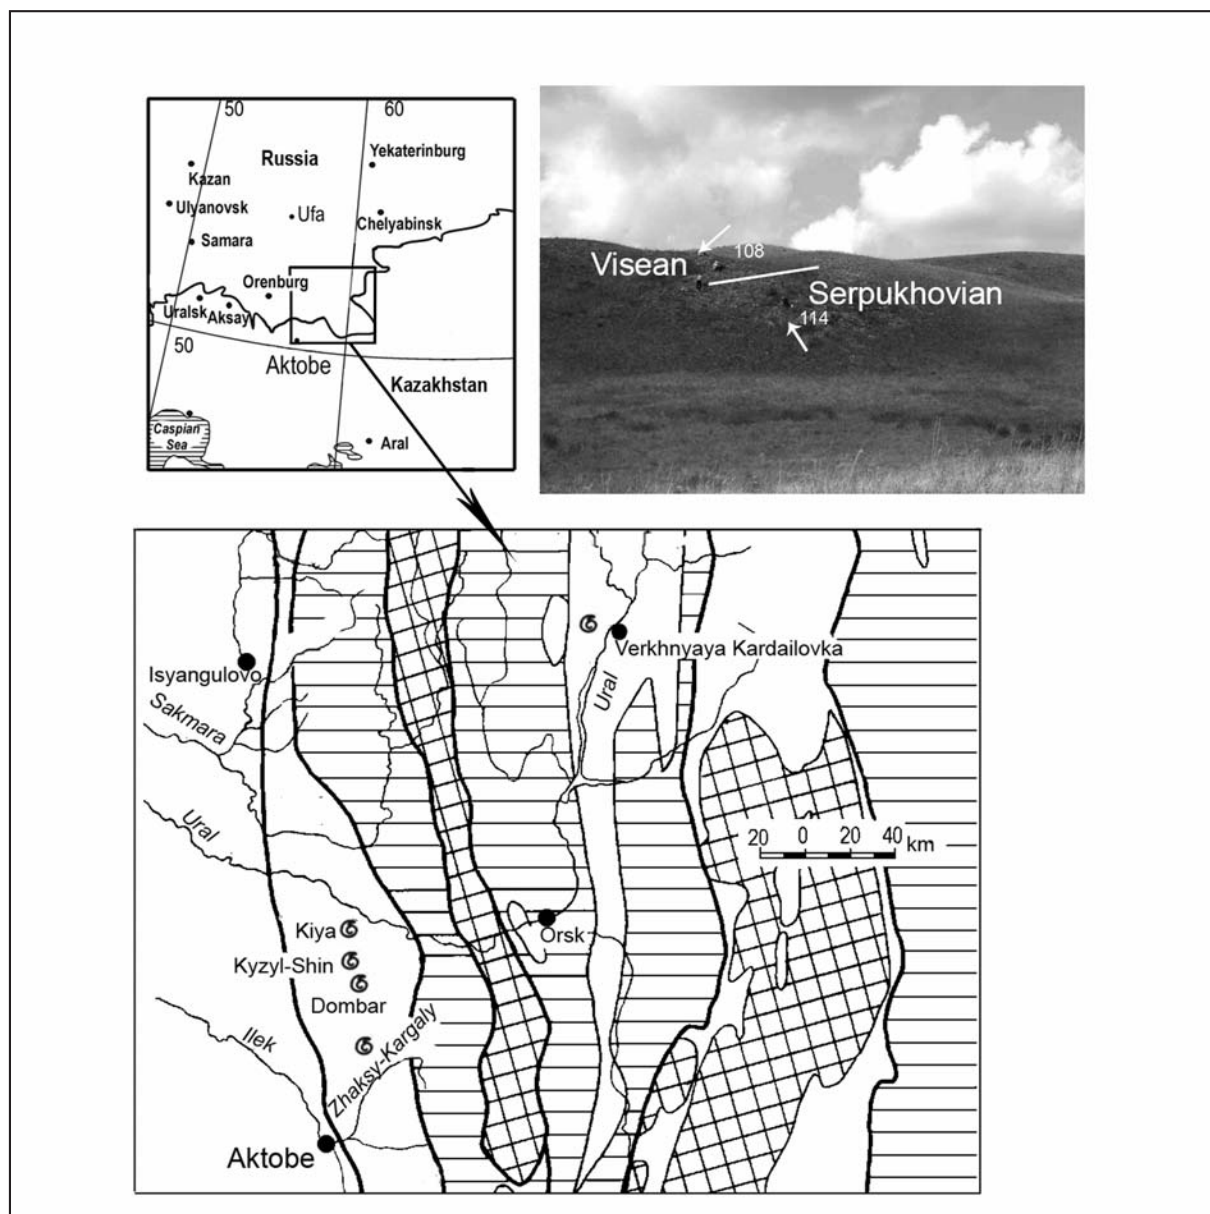 50
60
Russia
Yekaterinburg
Kazan
Ulyanovsk
Ufa
Chelyabinsk
Samara
Orenburg
Uralsk
Aksay
50
Aktobe
Kazakhstan
Caspian
Sea
Aral
108
Visean
Serpukhovian
114
Verkhnyaya Kardailovka
Isyangulovo
Ural
Sakmara
Ural
20 0 20 40 km
Kiya
Orsk
Kyzyl-Shin
Dombar
Ilek
Zhaksy-Kargaly
Aktobe